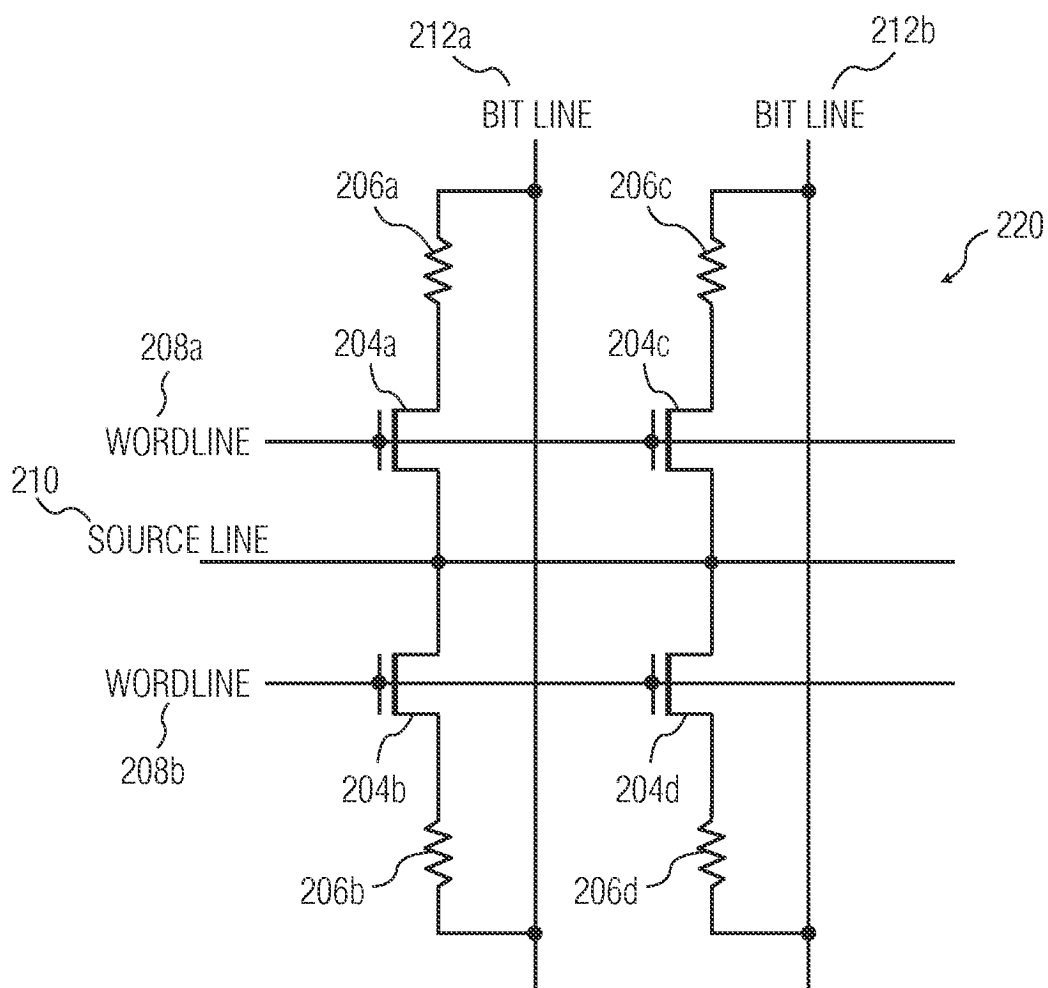 212a
212b
BIT LINE
BIT LINE
206a
206c
220
208a
204a
204c
WORDLINE
210
SOURCE LINE
WORDLINE
208b
204b
204d
206b
206d